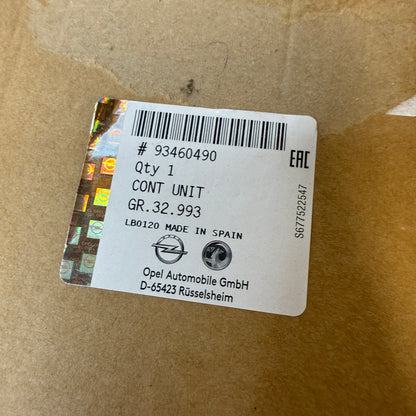 # 93460490
Qty 1
CONT UNIT
GR.32.993
LB0120 MADE IN SPAIN
Opel Automobile GmbH
D-65423 Rüsselsheim
EAC
S677522547